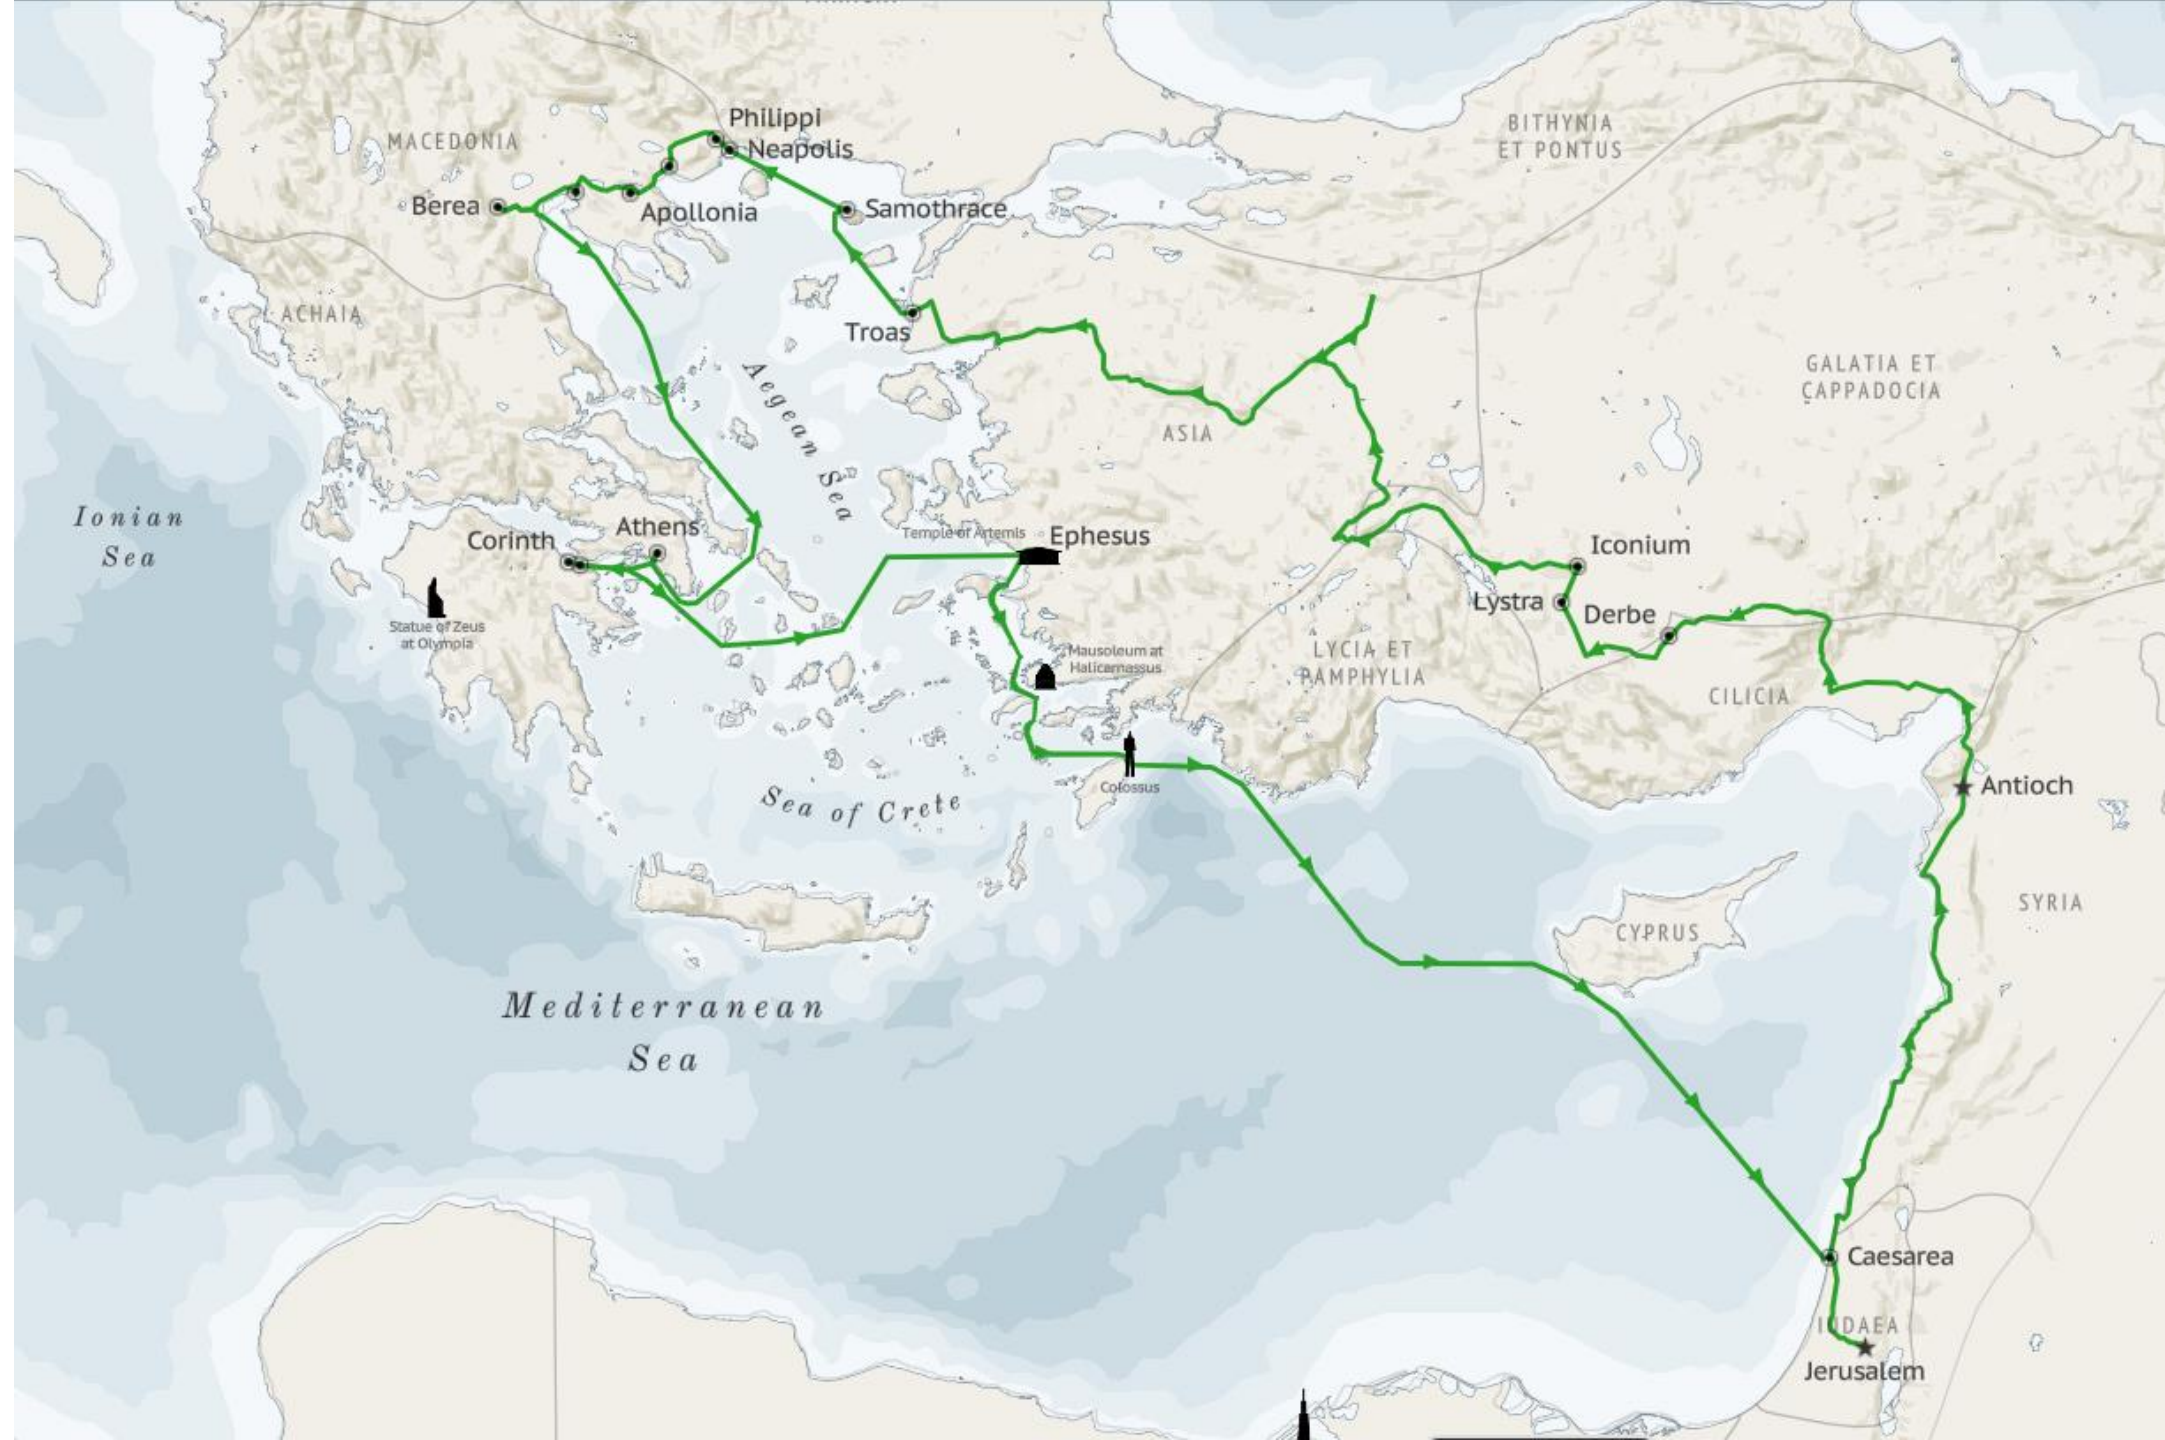 Philippi
Neapolis
MACEDONIA
BITHYNIA
ET PONTUS
Berea
Apollonia
Samothrace
ACHAIA
Troas
GALATIA ET
CAPPADOCIA
Aegean Sea
ASIA
Ionian
Sea
Corinth
Athens
Temple of Artemis
Ephesus
Iconium
Lystra
Derbe
Statue of Zeus
at Olympia
Mausoleum at
Halicarnassus
LYCIA ET
PAMPHYLIA
CILICIA
Antioch
Colossus
Sea of Crete
SYRIA
CYPRUS
Mediterranean
Sea
Caesarea
IUDAEA
Jerusalem